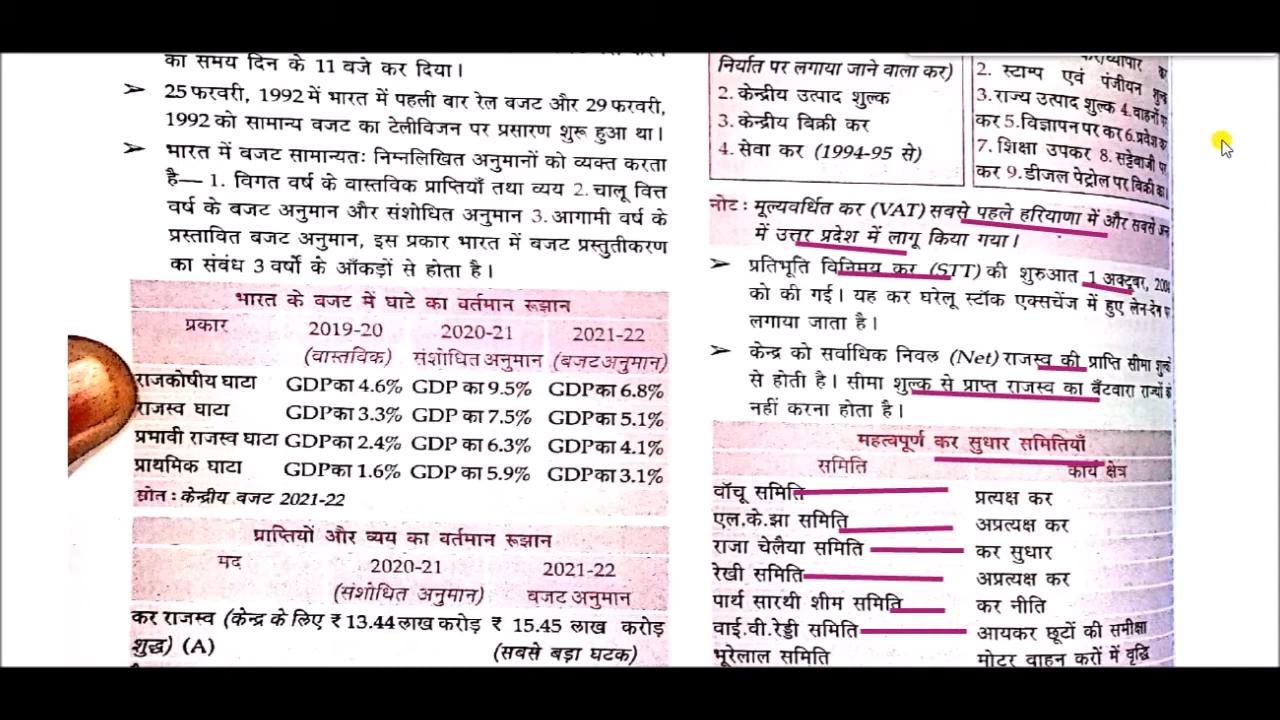 का समय दिन के 11 बजे कर दिया।
➢ 25 फरवरी, 1992 में भारत में पहली बार रेल बजट और 29 फरवरी,
1992 को सामान्य बजट का टेलीविजन पर प्रसारण शुरू हुआ था।
➢ भारत में बजट सामान्यतः निम्नलिखित अनुमानों को व्यक्त करता
है— 1. विगत वर्ष के वास्तविक प्राप्तियाँ तथा व्यय 2. चालू वित्त
वर्ष के बजट अनुमान और संशोधित अनुमान 3. आगामी वर्ष के
प्रस्तावित बजट अनुमान, इस प्रकार भारत में बजट प्रस्तुतीकरण
का संबंध 3 वर्षों के आँकड़ों से होता है।
भारत के बजट में घाटे का वर्तमान रूझान
प्रकार 2019-20 2020-21 2021-22
(वास्तविक) संशोधित अनुमान (बजट अनुमान)
राजकोषीय घाटा GDP का 4.6% GDP का 9.5% GDP का 6.8%
राजस्व घाटा GDP का 3.3% GDP का 7.5% GDP का 5.1%
प्रभावी राजस्व घाटा GDP का 2.4% GDP का 6.3% GDP का 4.1%
प्राथमिक घाटा GDP का 1.6% GDP का 5.9% GDP का 3.1%
स्रोत : केन्द्रीय बजट 2021-22
प्राप्तियों और व्यय का वर्तमान रूझान
मद 2020-21 2021-22
(संशोधित अनुमान) बजट अनुमान
कर राजस्व (केन्द्र के लिए ₹ 13.44 लाख करोड़ ₹ 15.45 लाख करोड़
शुद्ध) (A) (सबसे बड़ा घटक)
निर्यात पर लगाया जाने वाला कर)
2. केन्द्रीय उत्पाद शुल्क
3. केन्द्रीय बिक्री कर
4. सेवा कर (1994-95 से)
2. स्टाम्प एवं पंजीयन शुल्क
3. राज्य उत्पाद शुल्क 4. वाहनों पर
कर 5. विज्ञापन पर कर 6. प्रवेश कर
7. शिक्षा उपकर 8. सट्टेबाजी पर
कर 9. डीजल पेट्रोल पर बिक्री कर।
नोट : मूल्यवर्धित कर (VAT) सबसे पहले हरियाणा में और सबसे अन्त
में उत्तर प्रदेश में लागू किया गया।
➢ प्रतिभूति विनिमय कर (STT) की शुरुआत 1 अक्टूबर, 2004
को की गई। यह कर घरेलू स्टॉक एक्सचेंज में हुए लेन-देन पर
लगाया जाता है।
➢ केन्द्र को सर्वाधिक निवल (Net) राजस्व की प्राप्ति सीमा शुल्क
से होती है। सीमा शुल्क से प्राप्त राजस्व का बँटवारा राज्यों को
नहीं करना होता है।
महत्वपूर्ण कर सुधार समितियाँ
समिति कार्य क्षेत्र
वॉचू समिति प्रत्यक्ष कर
एल.के.झा समिति अप्रत्यक्ष कर
राजा चेलैया समिति कर सुधार
रेखी समिति अप्रत्यक्ष कर
पार्थ सारथी शीम समिति कर नीति
वाई.वी.रेड्डी समिति आयकर छूटों की समीक्षा
भूरेलाल समिति मोटर वाहन करों में वृद्धि